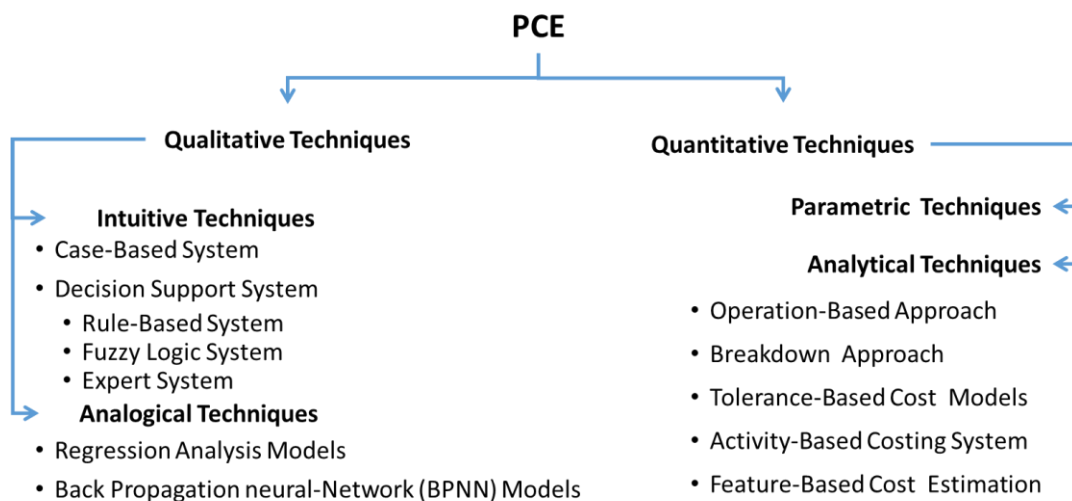 PCE
Qualitative Techniques
Intuitive Techniques
• Case-Based System
• Decision Support System
• Rule-Based System
• Fuzzy Logic System
• Expert System
Analogical Techniques
• Regression Analysis Models
• Back Propagation neural-Network (BPNN) Models
Quantitative Techniques
Parametric Techniques
Analytical Techniques
• Operation-Based Approach
• Breakdown Approach
• Tolerance-Based Cost Models
• Activity-Based Costing System
• Feature-Based Cost Estimation